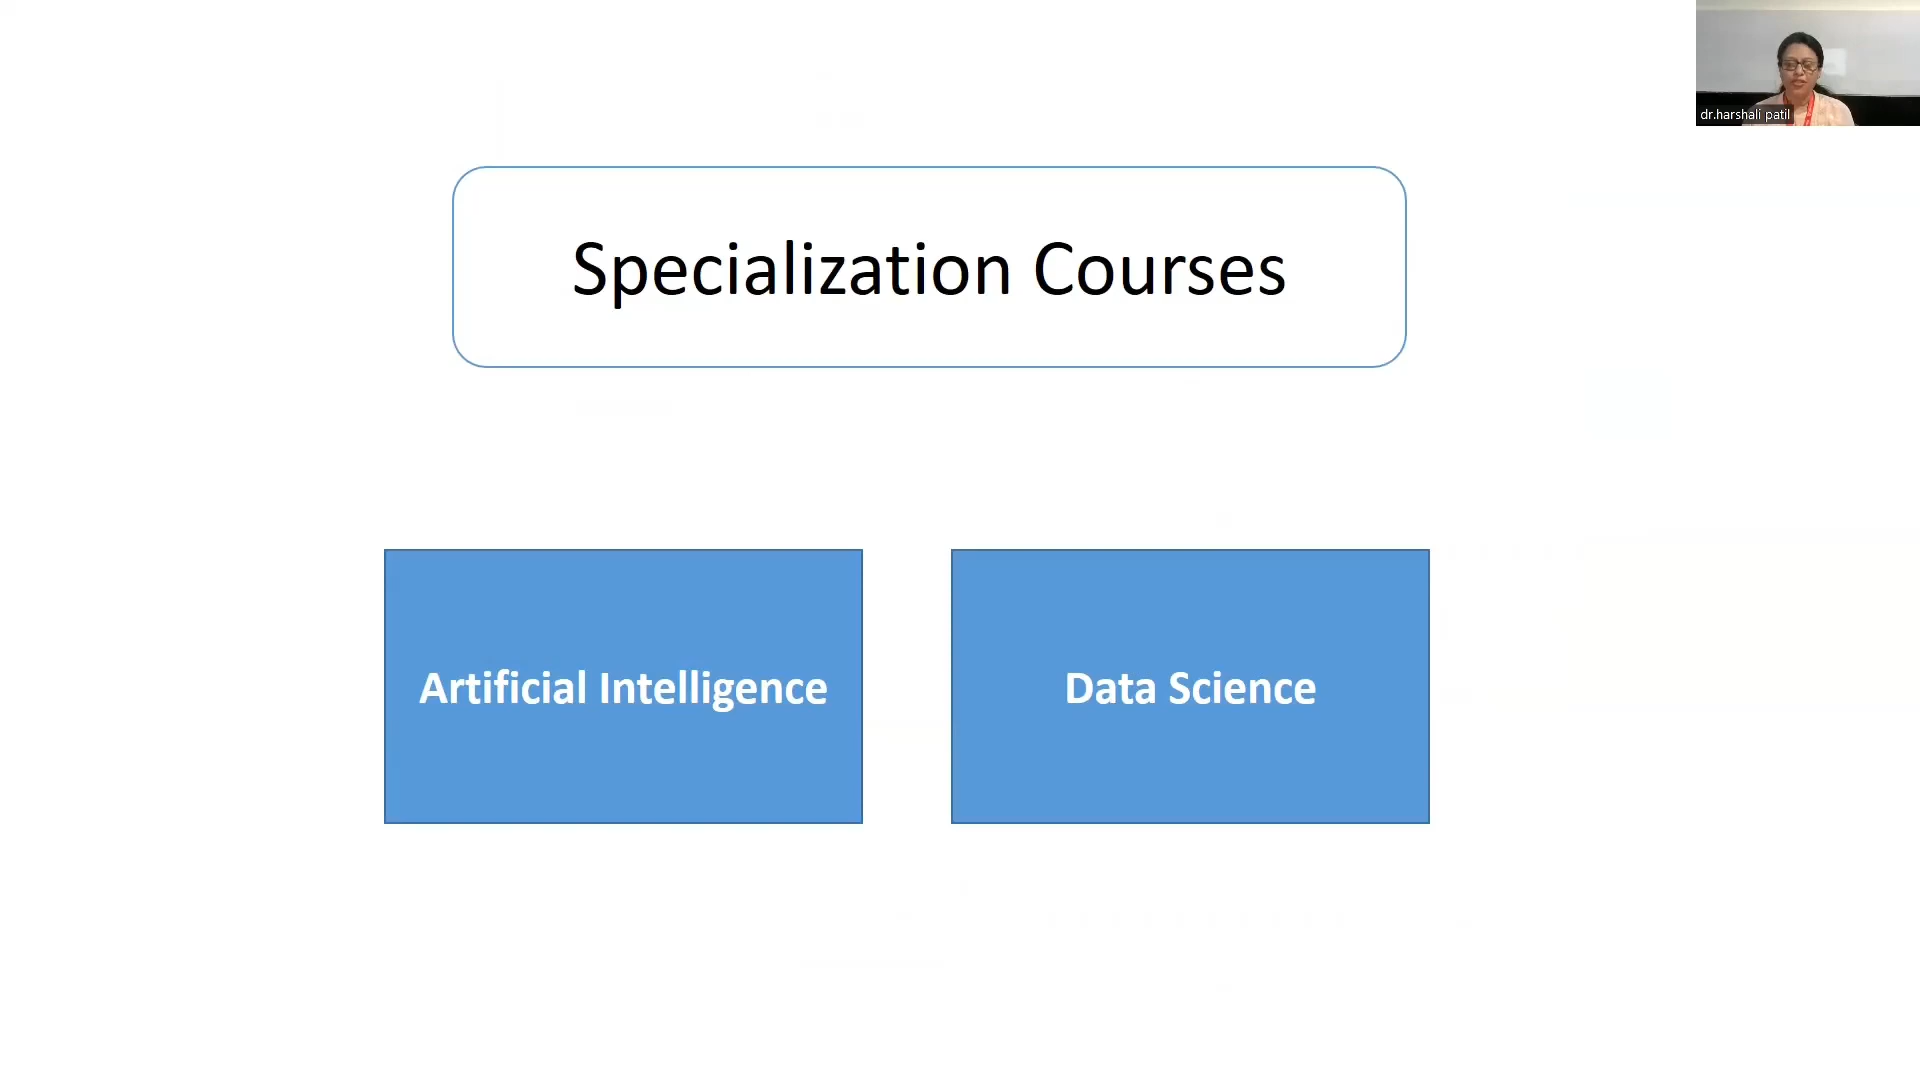 dr.harshali patil
Specialization Courses
Artificial Intelligence
Data Science